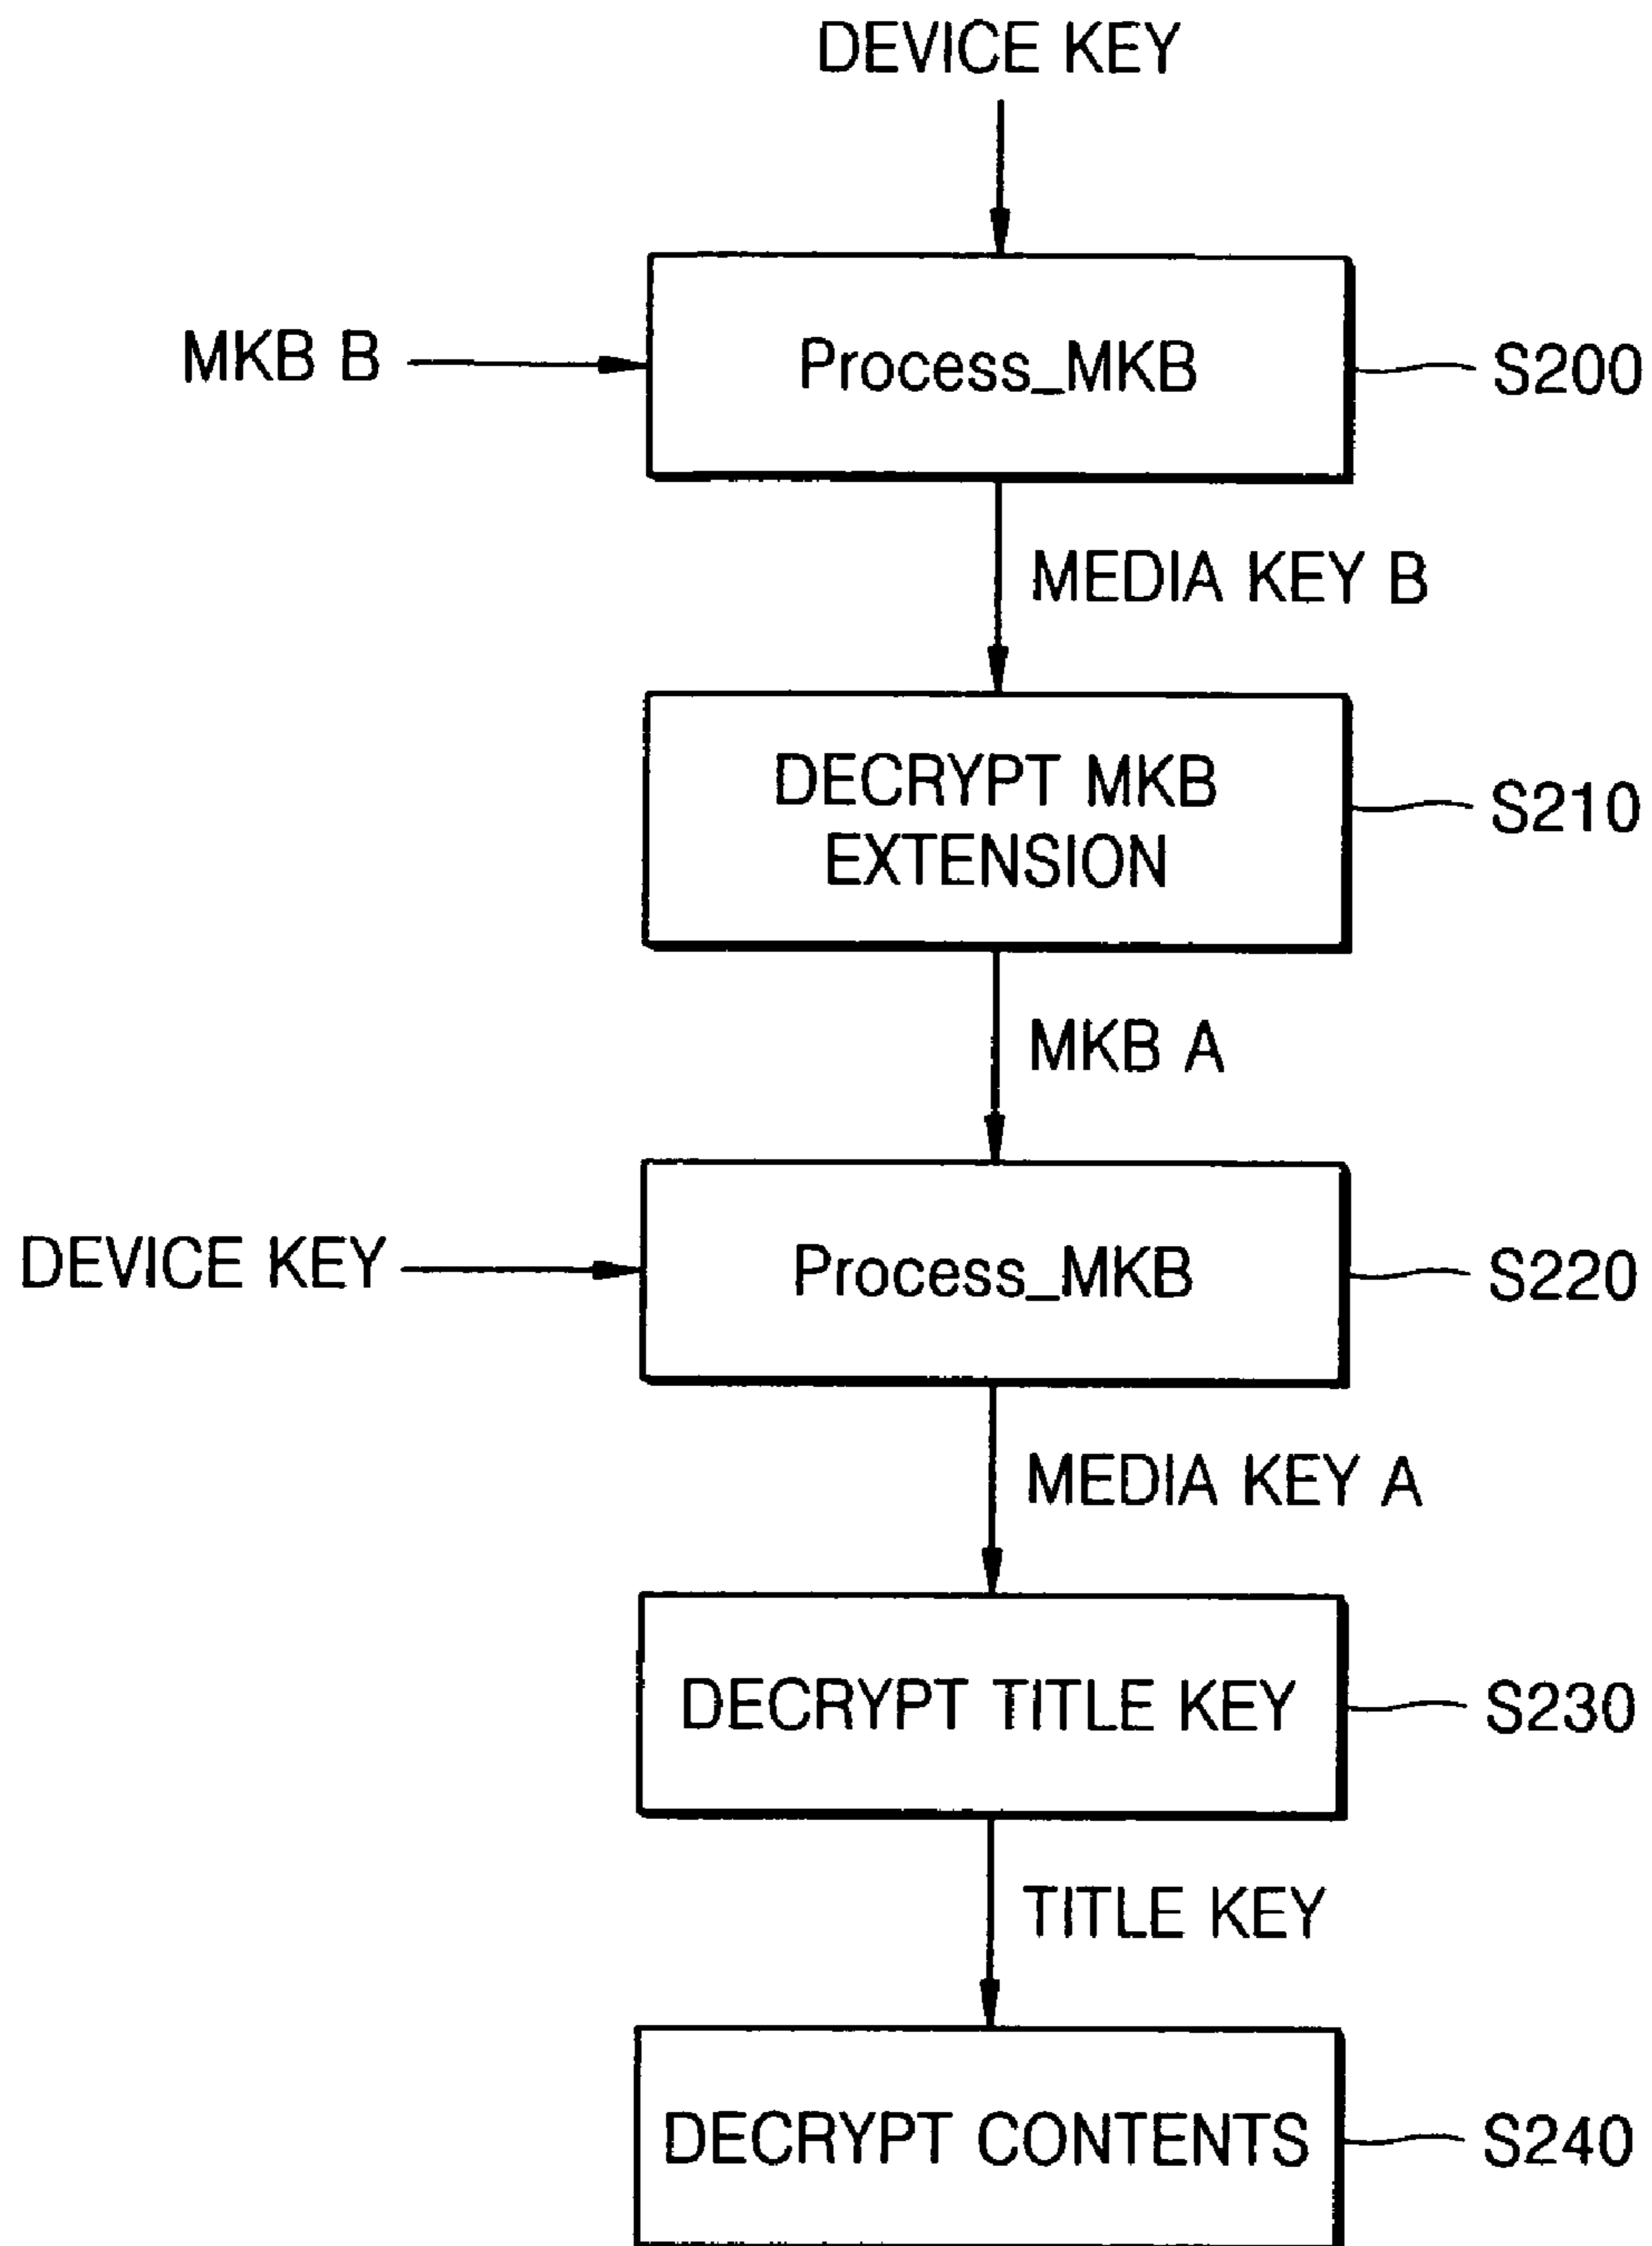 DEVICE KEY
MKB B
Process_MKB
S200
MEDIA KEY B
DECRYPT MKB
EXTENSION
S210
MKB A
DEVICE KEY
Process_MKB
S220
MEDIA KEY A
DECRYPT TITLE KEY
S230
TITLE KEY
DECRYPT CONTENTS
S240